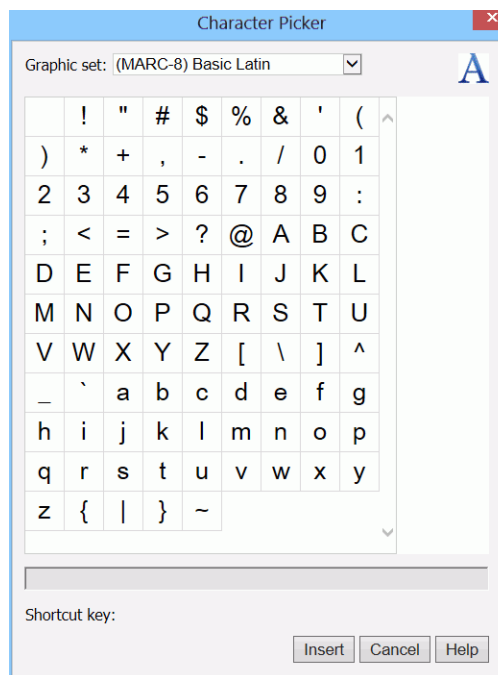 Character Picker
Graphic set: (MARC-8) Basic Latin
A
! " # $ % & ' (
) * + , - . / 0 1
2 3 4 5 6 7 8 9 :
; < = > ? @ A B C
D E F G H I J K L
M N O P Q R S T U
V W X Y Z [ \ ] ^
_ ` a b c d e f g
h i j k l m n o p
q r s t u v w x y
z { | } ~
Shortcut key:
Insert Cancel Help